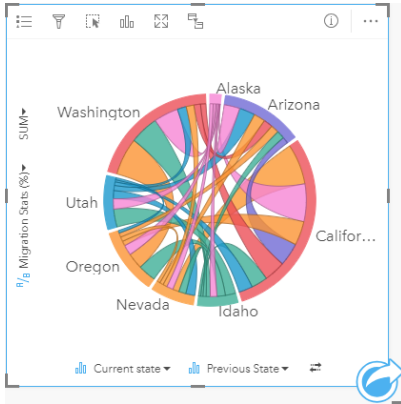 Alaska
Arizona
Washington
SUM
Utah
Califor...
A/B Migration Stats (%)
Oregon
Nevada
Idaho
Current state
Previous State